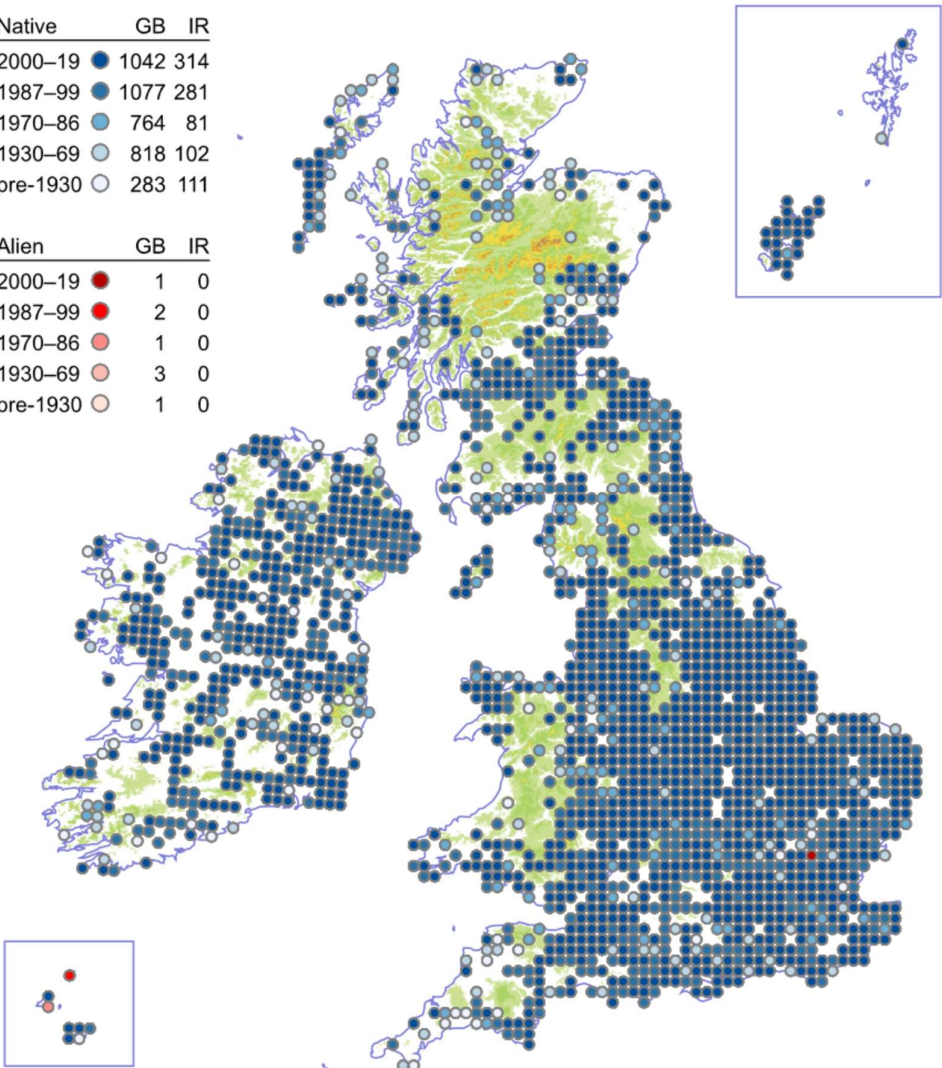 Native GB IR
2000–19 1042 314
1987–99 1077 281
1970–86 764 81
1930–69 818 102
pre-1930 283 111
Alien GB IR
2000–19 1 0
1987–99 2 0
1970–86 1 0
1930–69 3 0
pre-1930 1 0